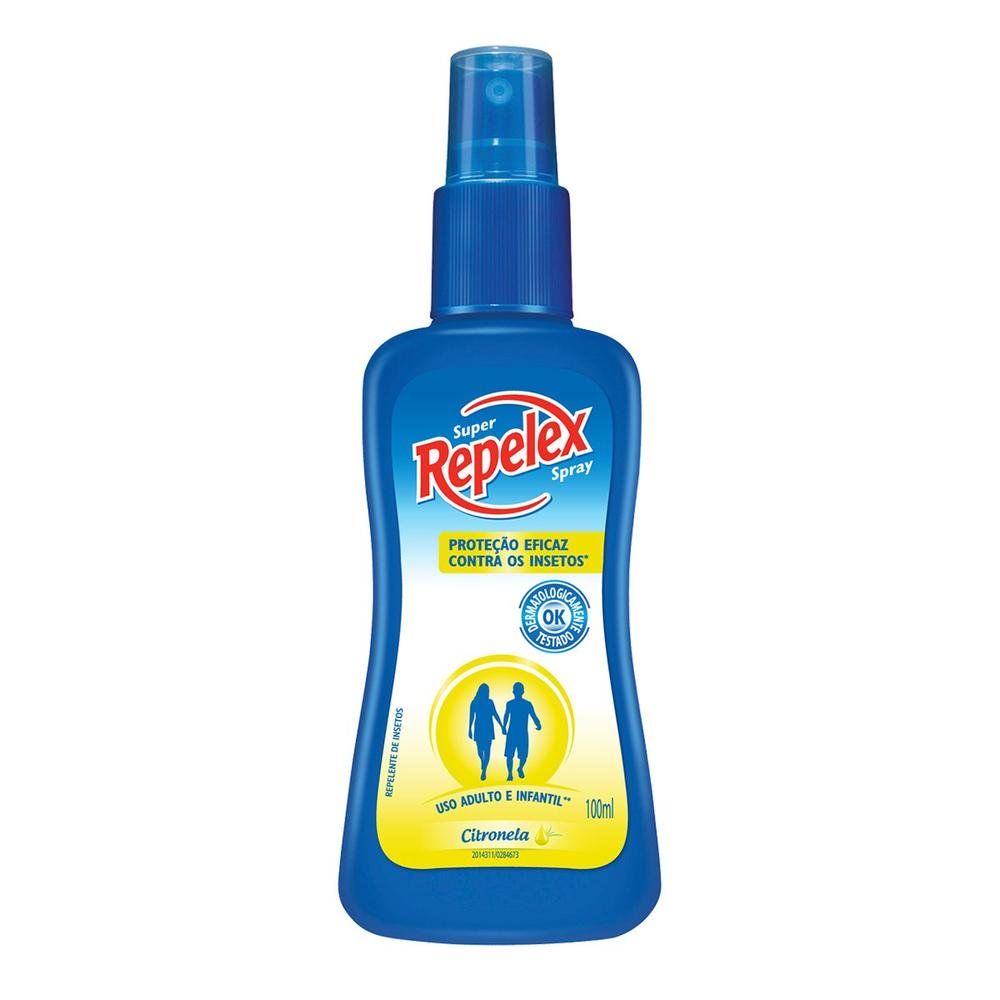 Super
Repelex
Spray
PROTEÇÃO EFICAZ
CONTRA OS INSETOS*
DERMATOLOGICAMENTE
OK
TESTADO
REPELENTE DE INSETOS
USO ADULTO E INFANTIL**
100ml
Citronela
2014311/0284673